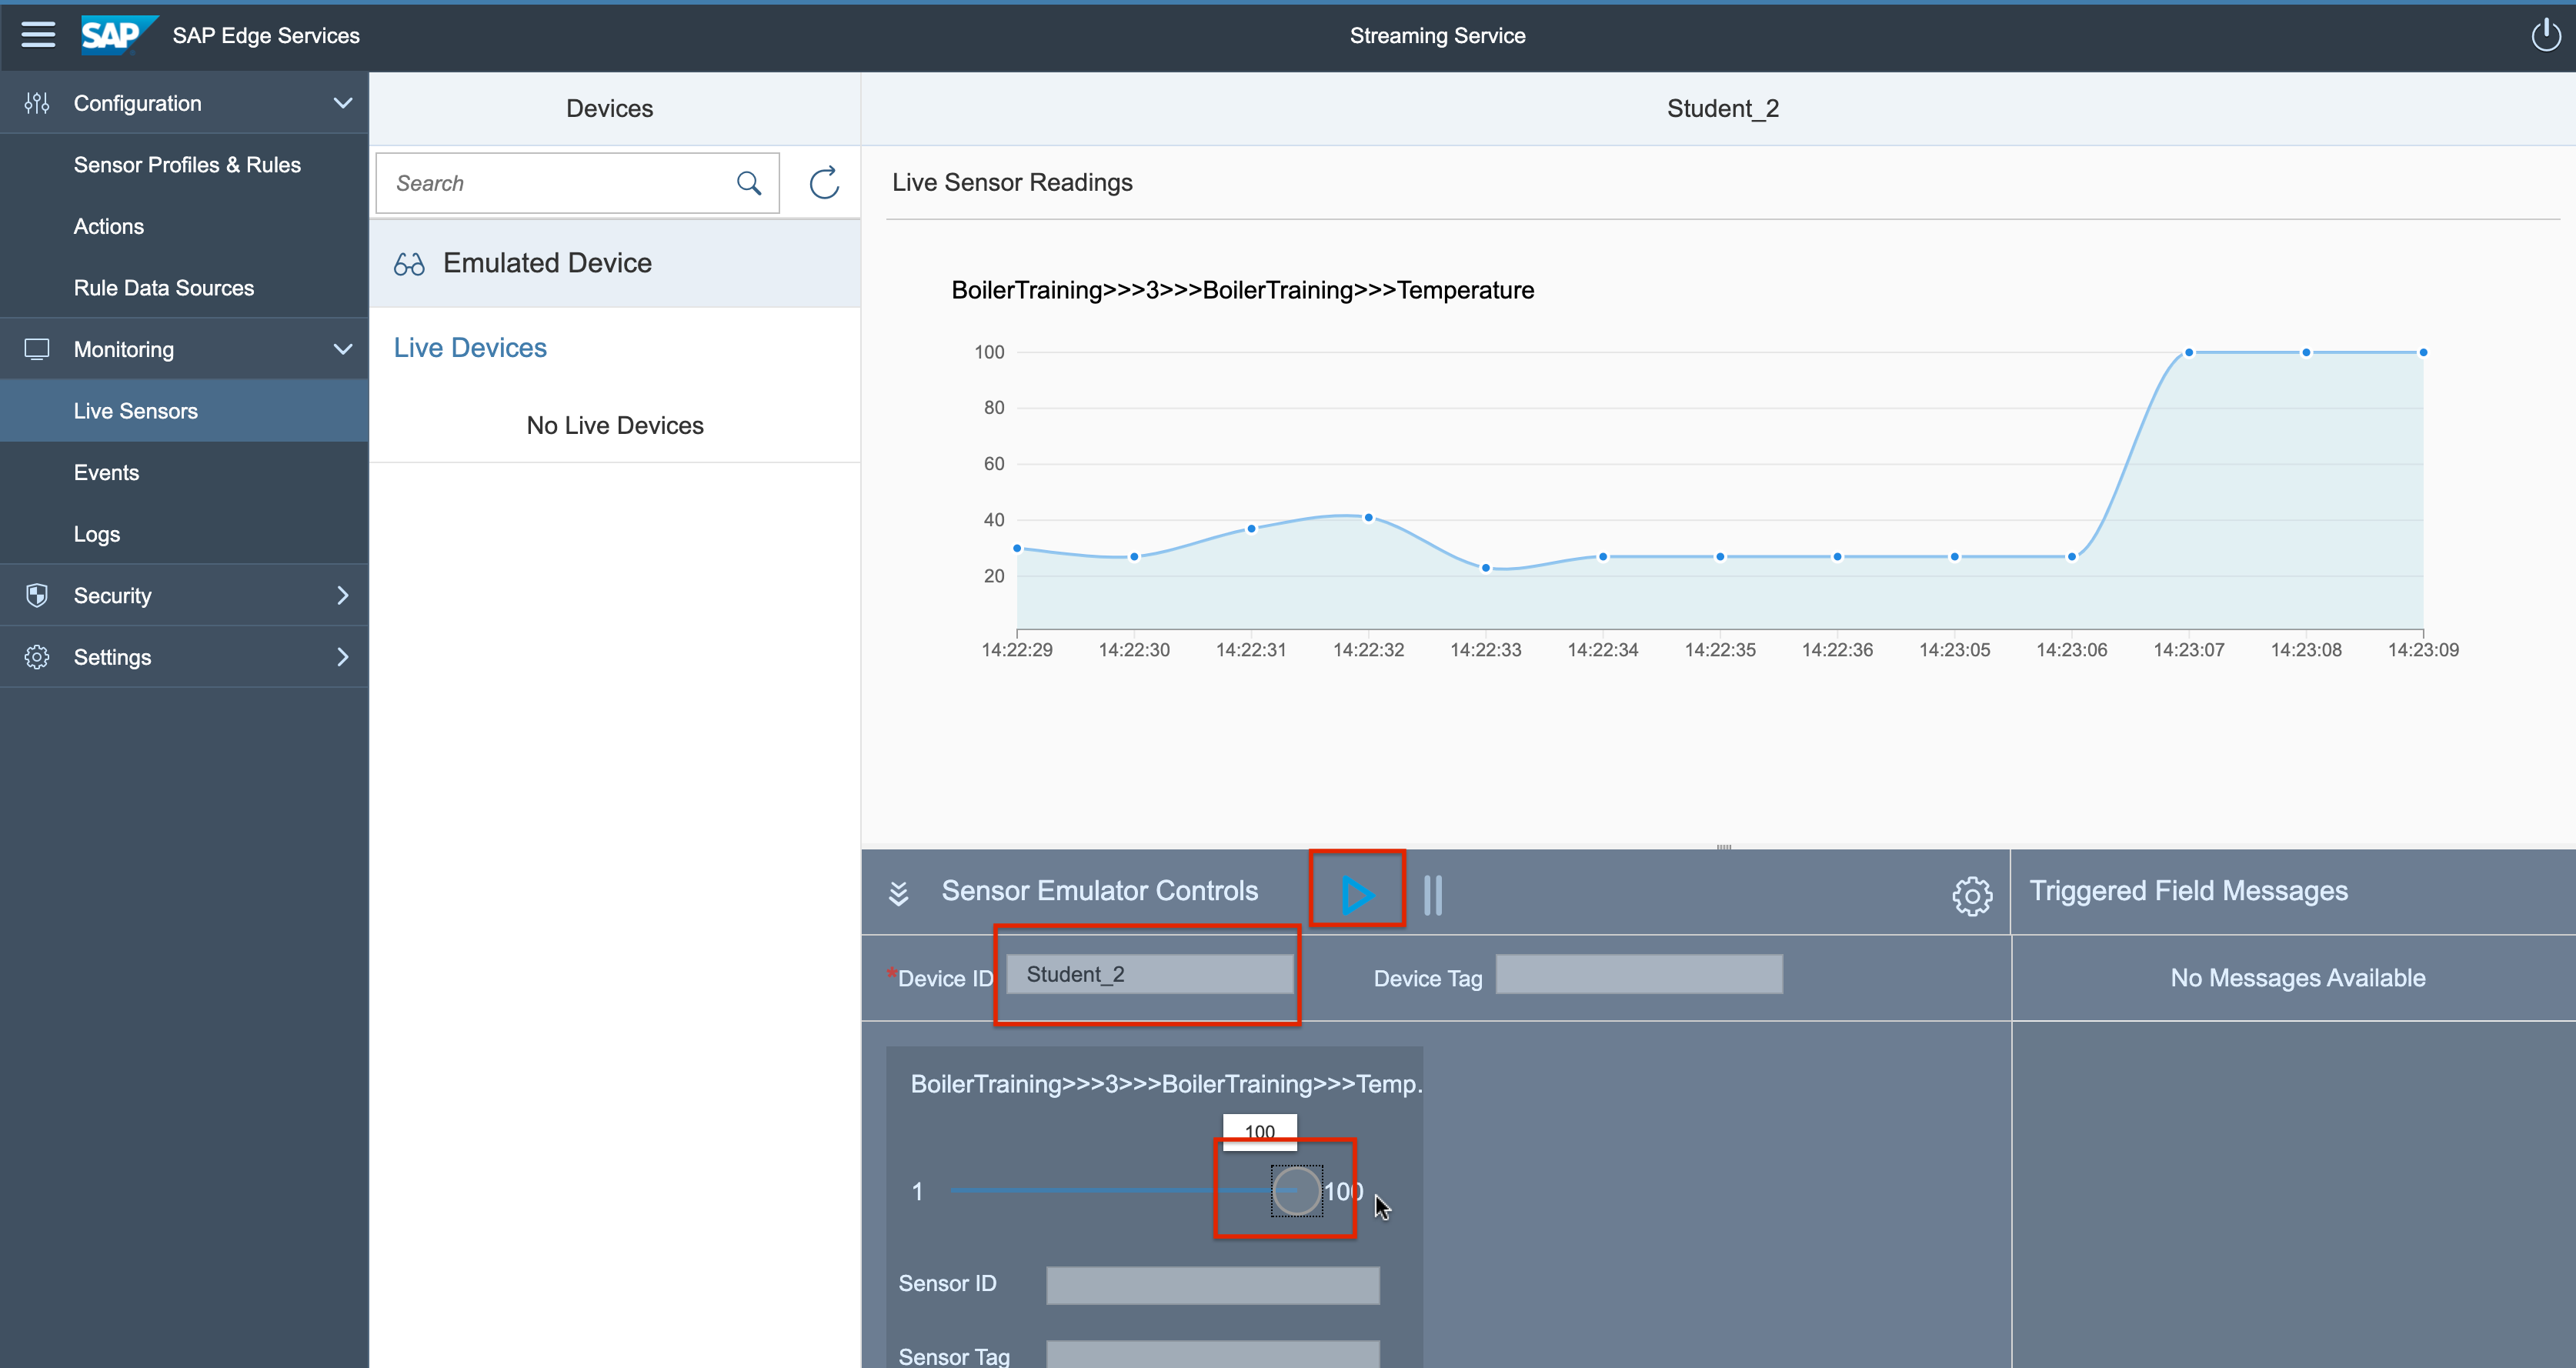 SAP
SAP Edge Services
Streaming Service
Configuration
Sensor Profiles & Rules
Actions
Rule Data Sources
Monitoring
Live Sensors
Events
Logs
Security
Settings
Devices
Search
Emulated Device
Live Devices
No Live Devices
Student_2
Live Sensor Readings
BoilerTraining>>>3>>>BoilerTraining>>>Temperature
100
80
60
40
20
14:22:29 14:22:30 14:22:31 14:22:32 14:22:33 14:22:34 14:22:35 14:22:36 14:23:05 14:23:06 14:23:07 14:23:08 14:23:09
Sensor Emulator Controls
*Device ID Student_2 Device Tag
BoilerTraining>>>3>>>BoilerTraining>>>Temp.
100
1 100
Sensor ID
Sensor Tag
Triggered Field Messages
No Messages Available